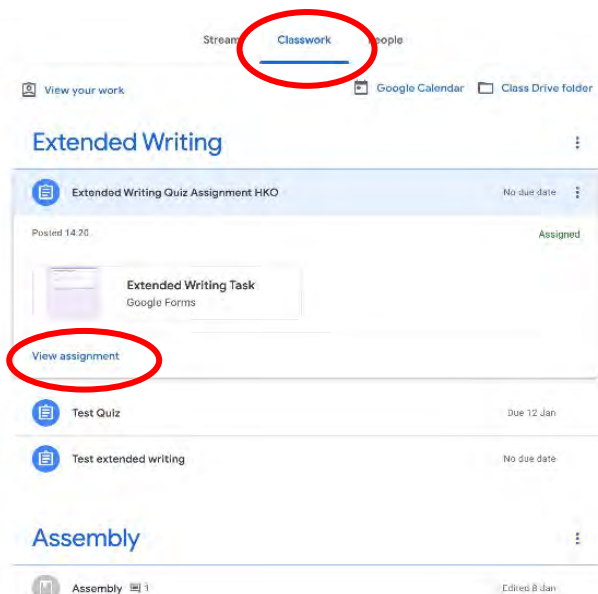 Stream Classwork People
View your work Google Calendar Class Drive folder
Extended Writing
Extended Writing Quiz Assignment HKO No due date
Posted 14:20 Assigned
Extended Writing Task
Google Forms
View assignment
Test Quiz Due 12 Jan
Test extended writing No due date
Assembly
Assembly 1 Edited 8 Jan